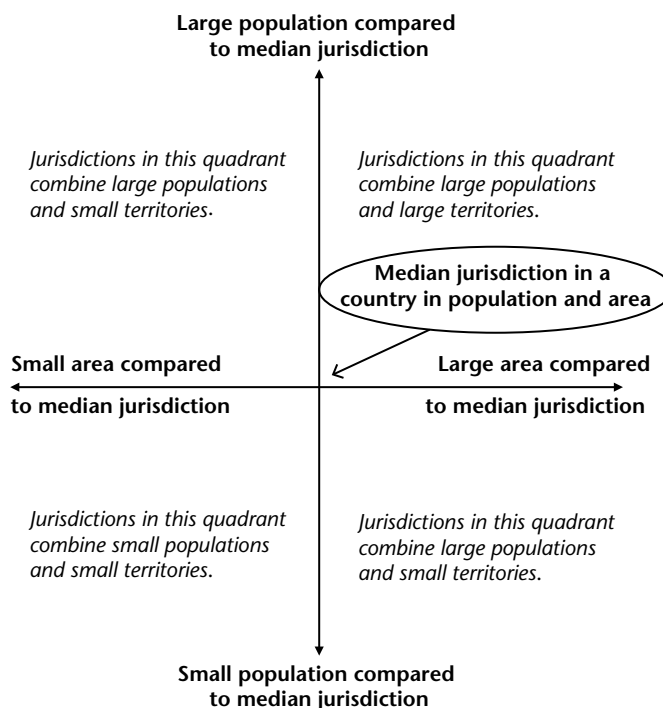 Large population compared
to median jurisdiction
Jurisdictions in this quadrant
combine large populations
and small territories.
Jurisdictions in this quadrant
combine large populations
and large territories.
Median jurisdiction in a
country in population and area
Small area compared
to median jurisdiction
Large area compared
to median jurisdiction
Jurisdictions in this quadrant
combine small populations
and small territories.
Jurisdictions in this quadrant
combine large populations
and small territories.
Small population compared
to median jurisdiction